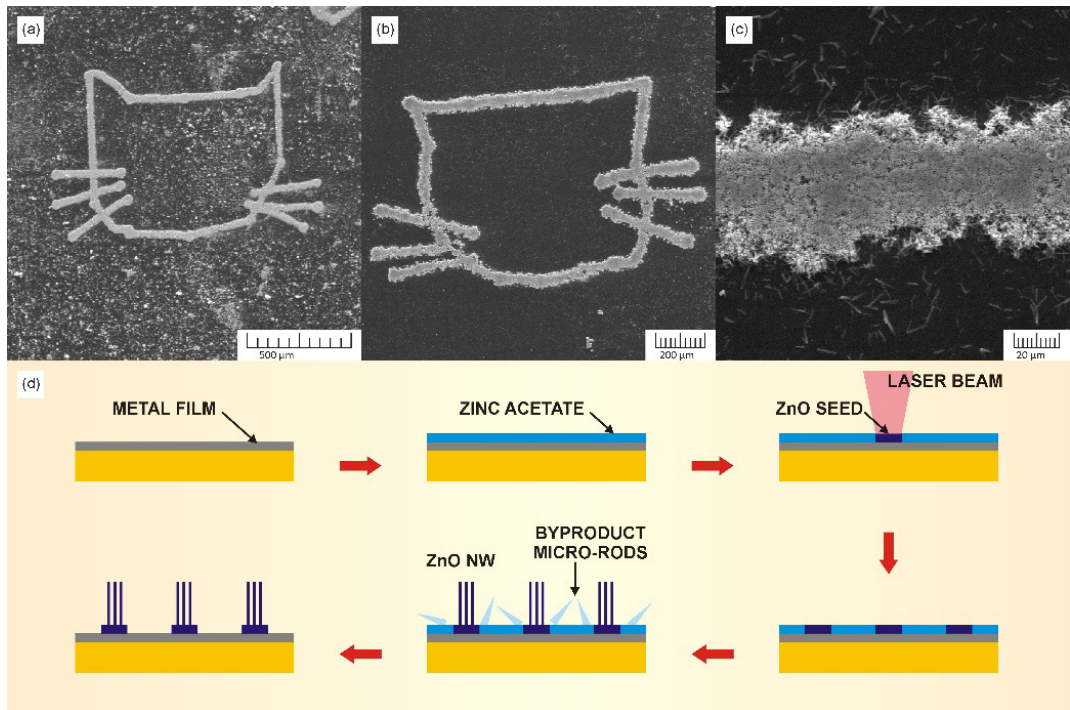 (a)
(b)
(c)
500 µm
200 µm
20 µm
(d)
METAL FILM
ZINC ACETATE
LASER BEAM
ZnO SEED
ZnO NW
BYPRODUCT
MICRO-RODS